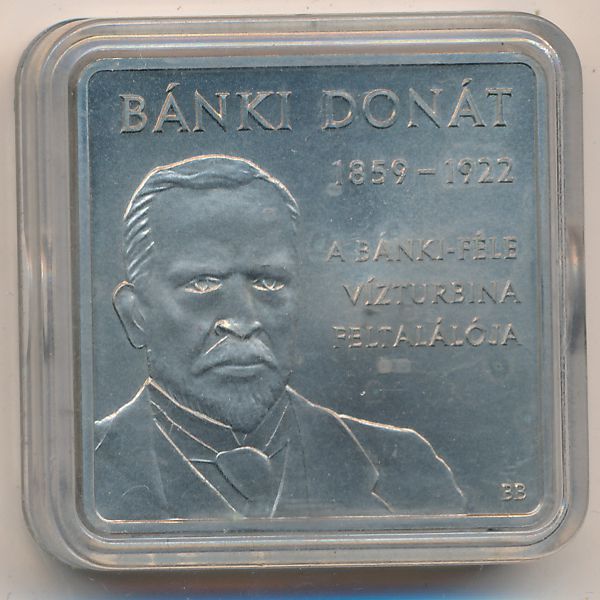 BÁNKI DONÁT
1859-1922
A BÁNKI-FÉLE
VÍZTURBINA
FELTALÁLÓJA
BB